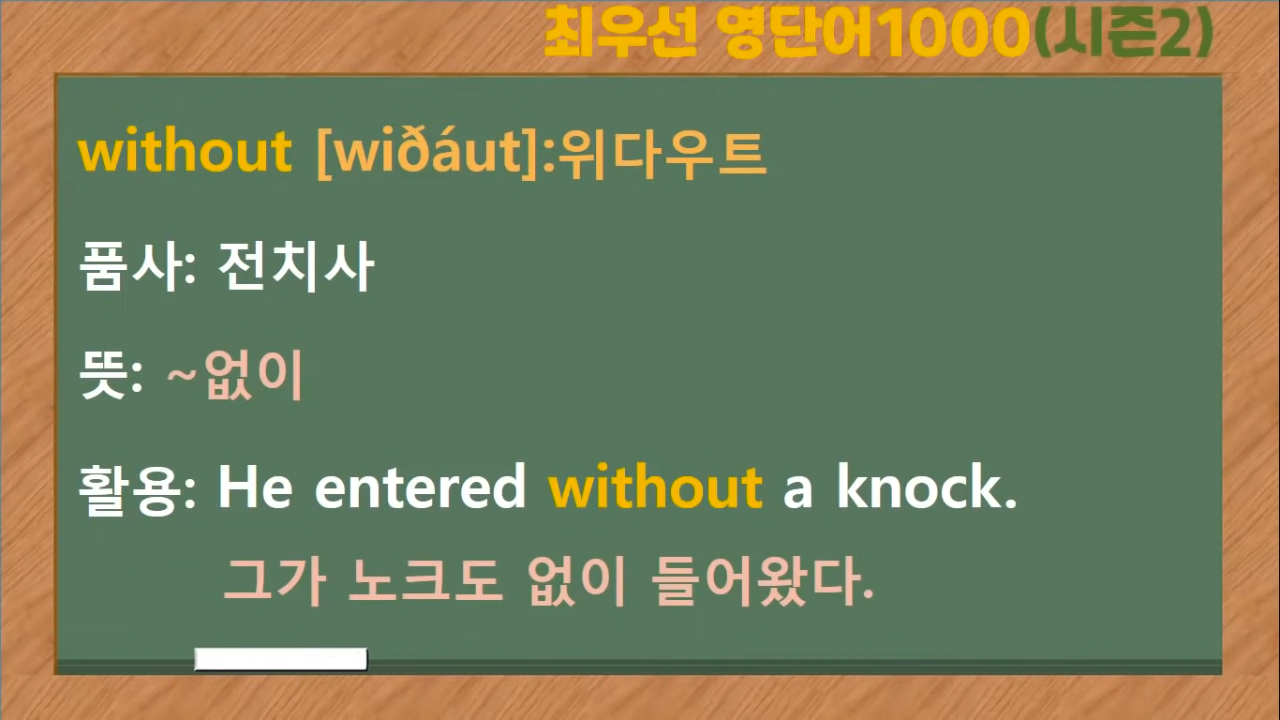 최우선 영단어1000(시즌2)
without [wiðáut]:위다우트
품사: 전치사
뜻: ~없이
활용: He entered without a knock.
그가 노크도 없이 들어왔다.